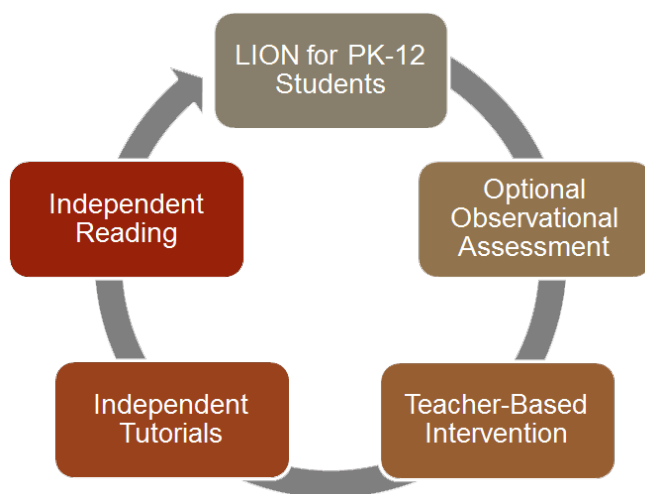 LION for PK-12
Students
Optional
Observational
Assessment
Teacher-Based
Intervention
Independent
Tutorials
Independent
Reading